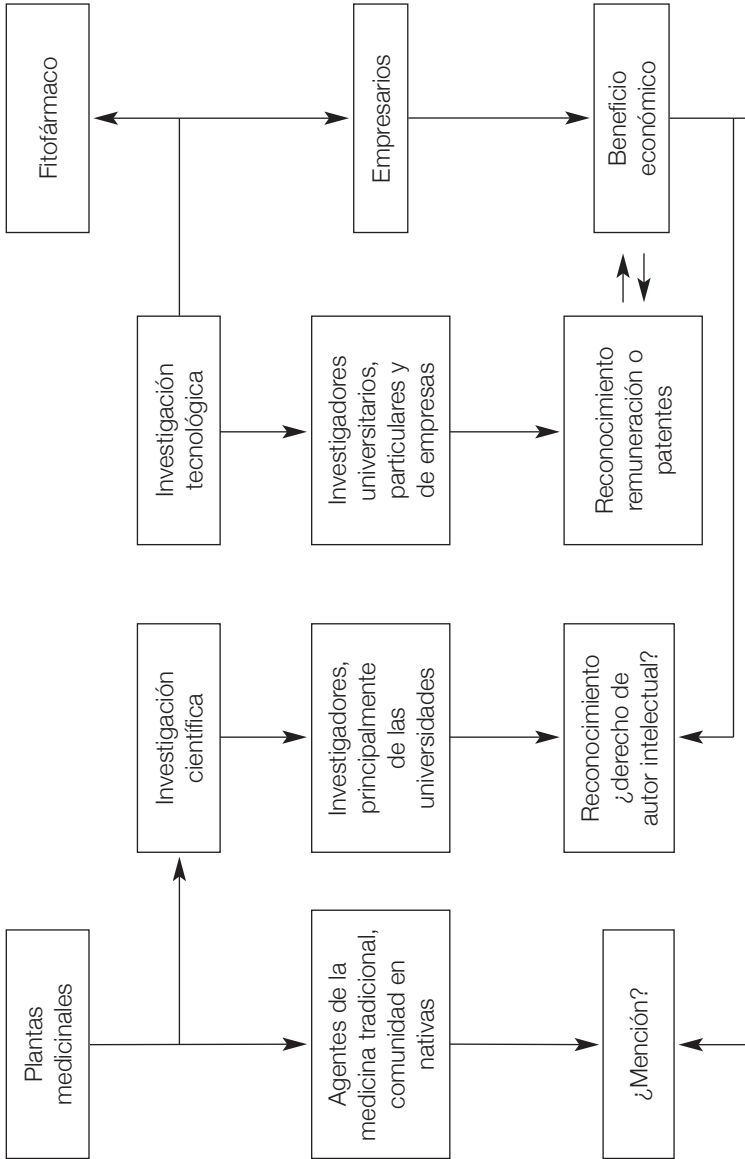 Plantas
medicinales
Investigación
científica
Investigación
tecnológica
Fitofármaco
Agentes de la
medicina tradicional,
comunidad en
nativas
Investigadores,
principalmente
de las
universidades
Investigadores
universitarios,
particulares y
de empresas
Empresarios
¿Mención?
Reconocimiento
¿derecho de
autor intelectual?
Reconocimiento
remuneración o
patentes
Beneficio
económico